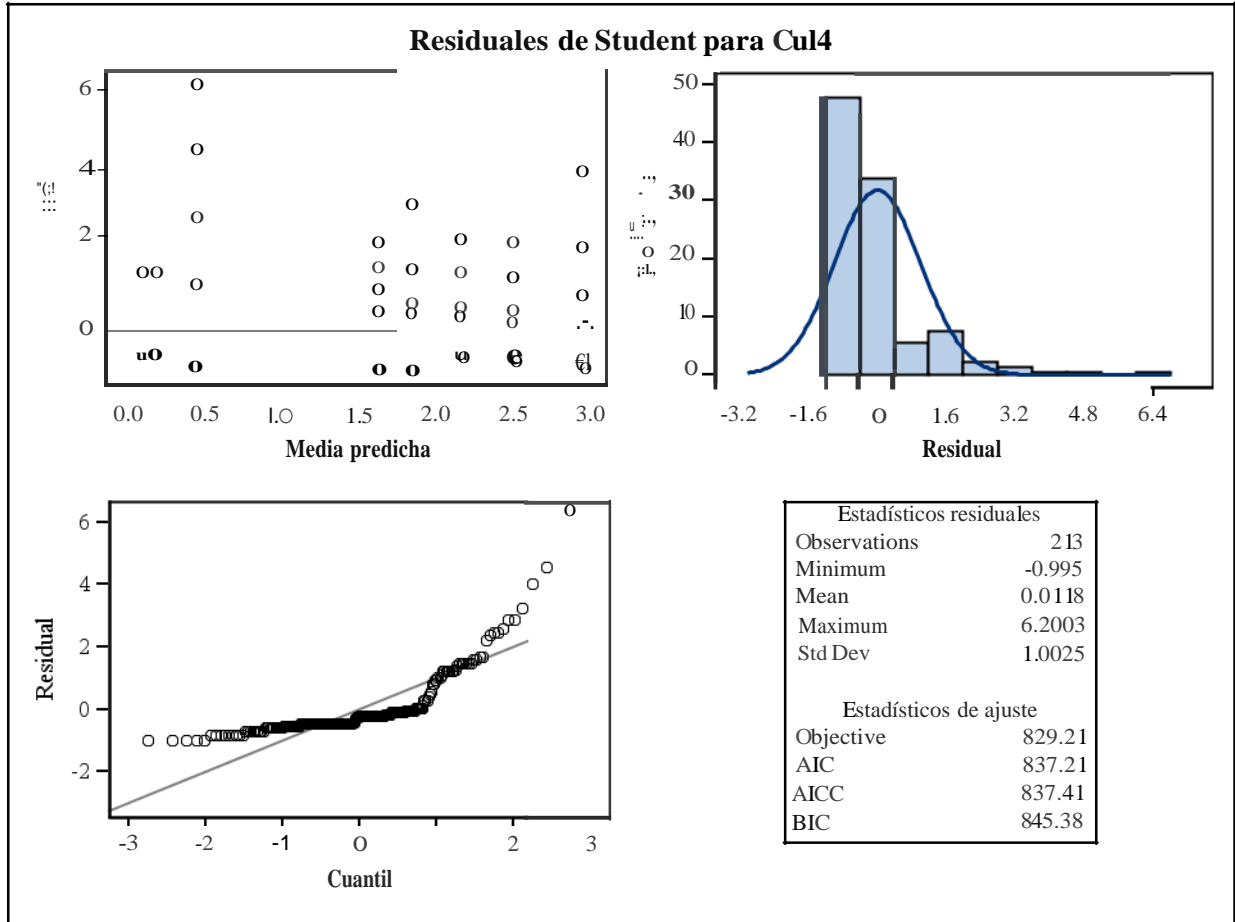 Residuales de Student para Cul4
6
4
2
0
0.0 0.5 l.O 1.5 2.0 2.5 3.0
Media predicha
50
40
30
20
10
0
-3.2 -1.6 O 1.6 3.2 4.8 6.4
Residual
Residual
6
4
2
0
-2
-3 -2 -1 O 2 3
Cuantil
Estadísticos residuales
Observations 213
Minimum -0.995
Mean 0.0118
Maximum 6.2003
Std Dev 1.0025
Estadísticos de ajuste
Objective 829.21
AIC 837.21
AICC 837.41
BIC 845.38